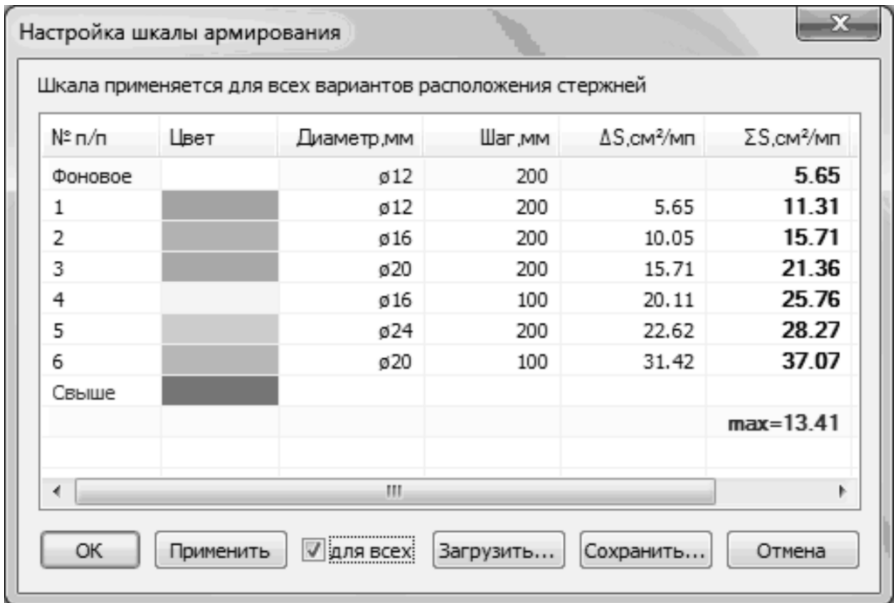 Настройка шкалы армирования
Шкала применяется для всех вариантов расположения стержней
№ п/п Цвет Диаметр,мм Шаг,мм ΔS,см²/мп ΣS,см²/мп
Фоновое ø12 200 5.65
1 ø12 200 5.65 11.31
2 ø16 200 10.05 15.71
3 ø20 200 15.71 21.36
4 ø16 100 20.11 25.76
5 ø24 200 22.62 28.27
6 ø20 100 31.42 37.07
Свыше
max=13.41
ОК Применить для всех Загрузить... Сохранить... Отмена